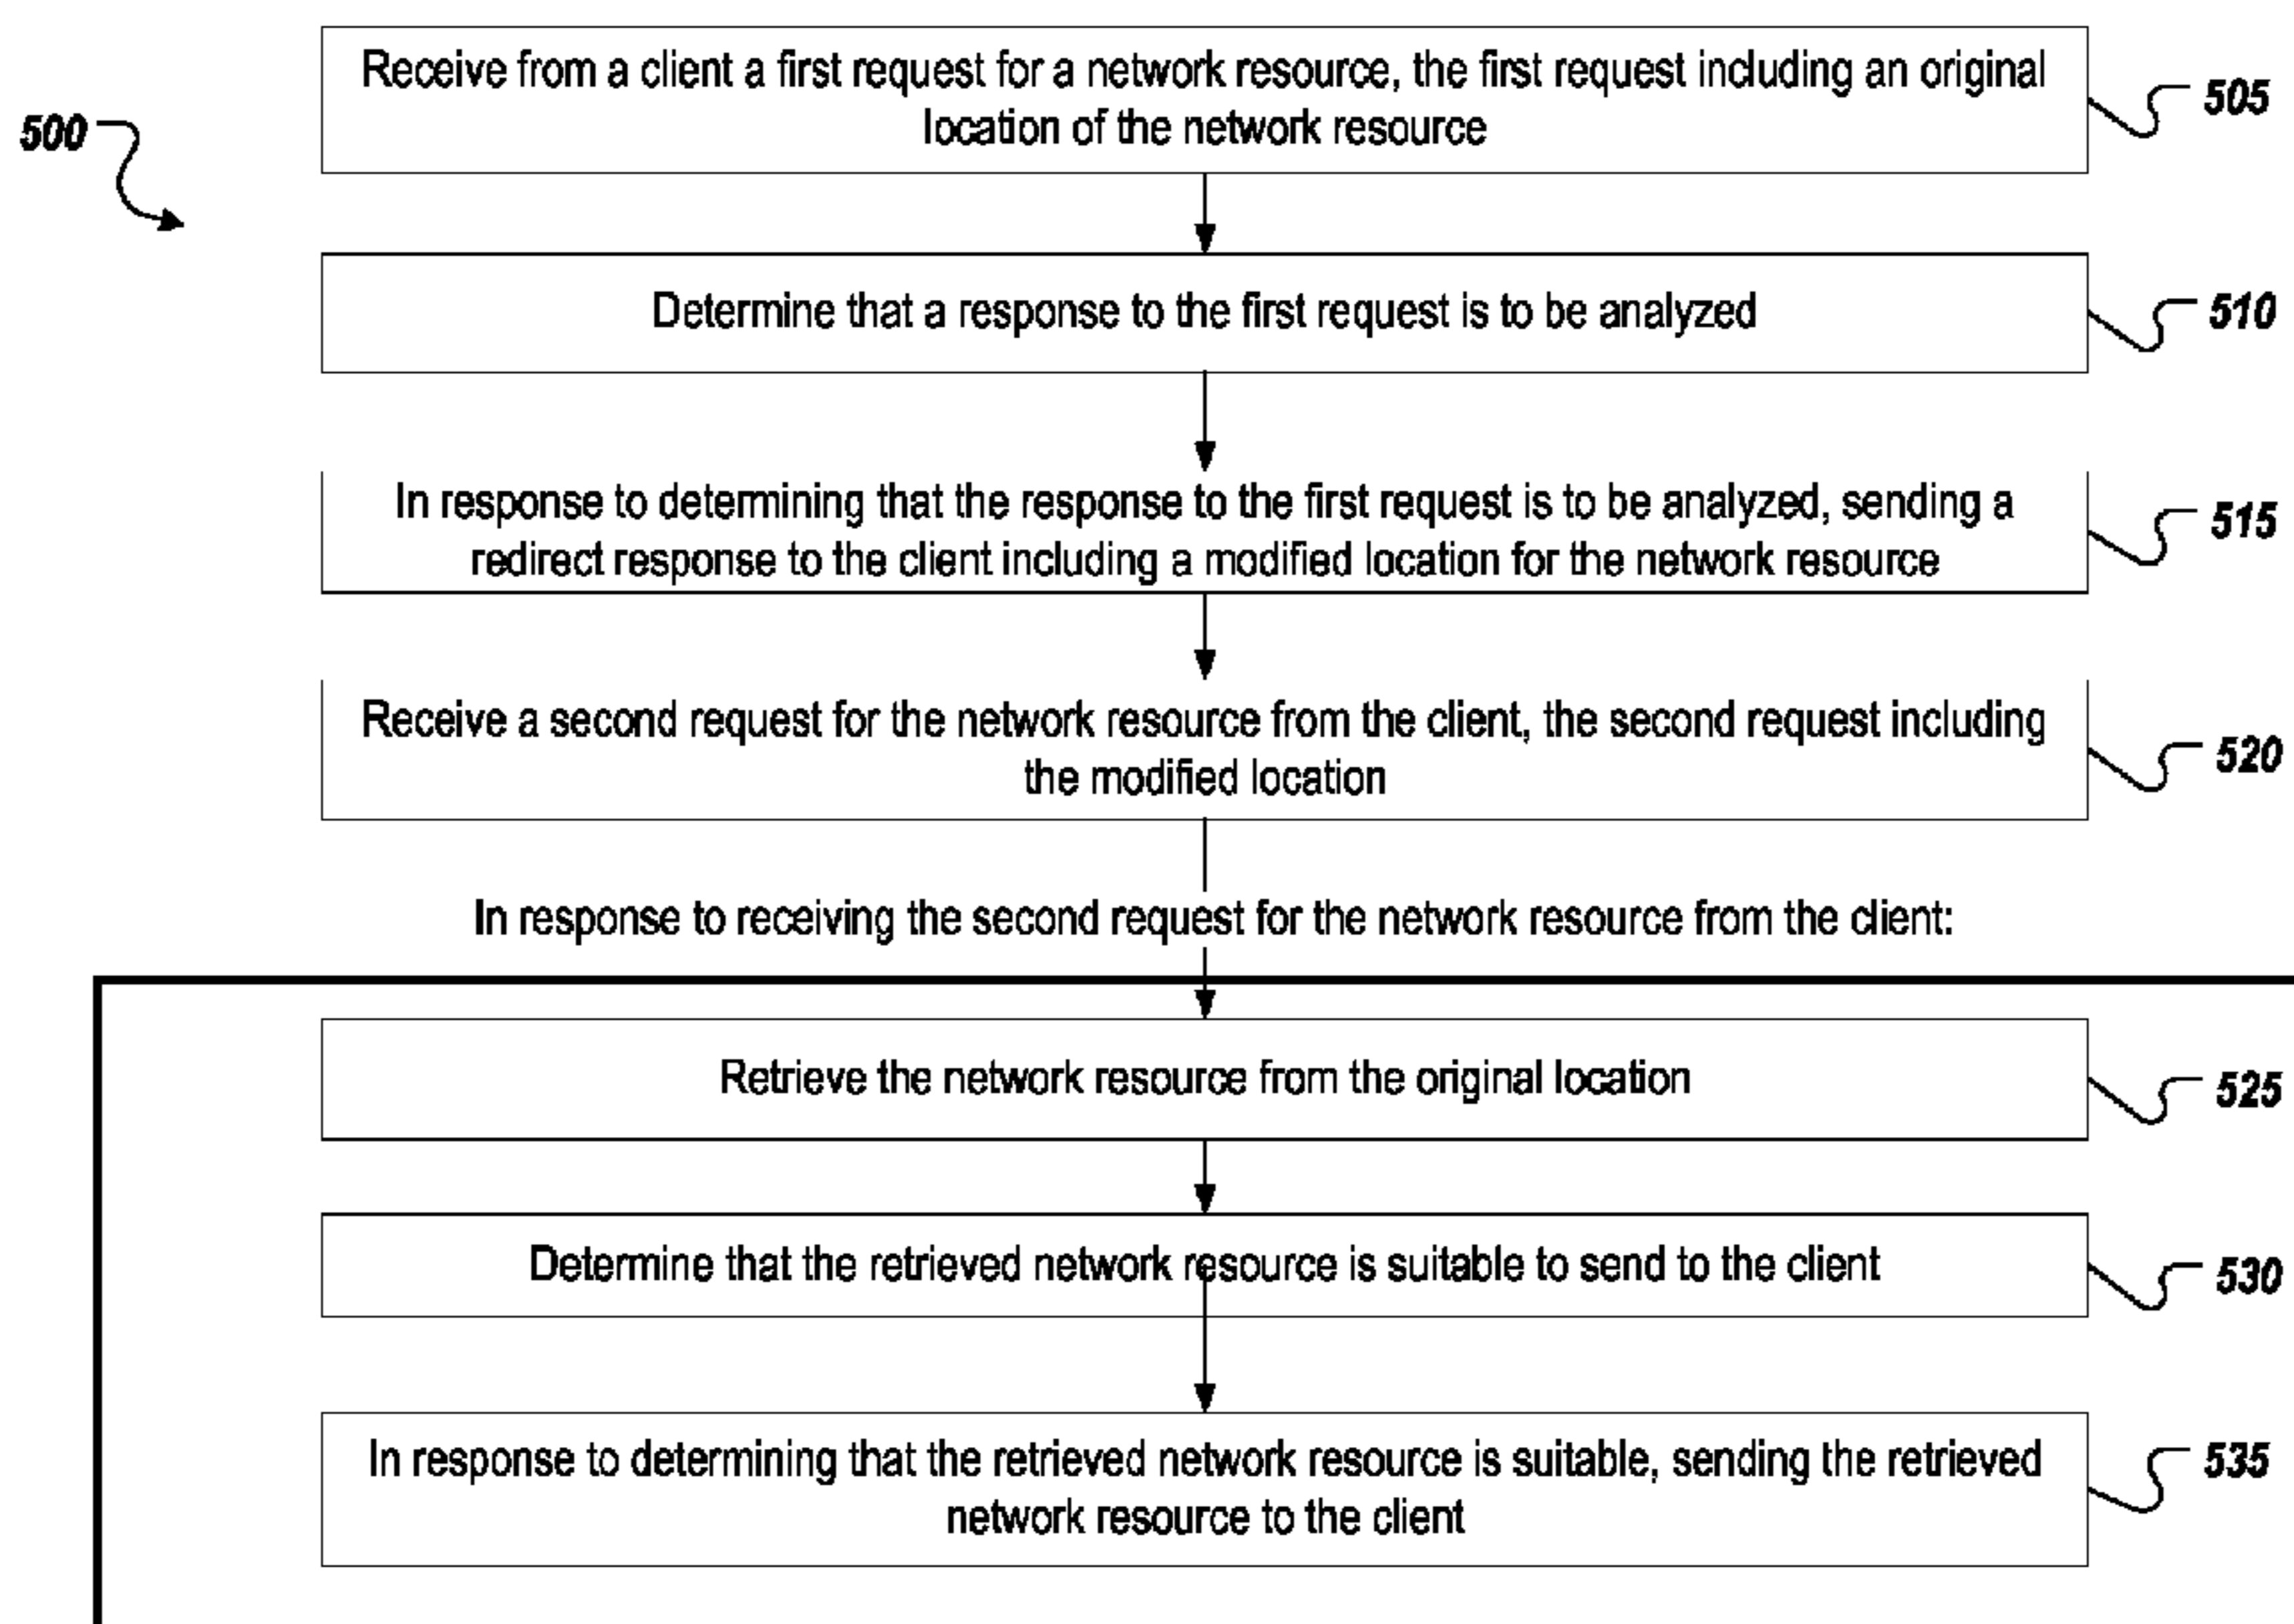 500
Receive from a client a first request for a network resource, the first request including an original
location of the network resource
505
Determine that a response to the first request is to be analyzed
510
In response to determining that the response to the first request is to be analyzed, sending a
redirect response to the client including a modified location for the network resource
515
Receive a second request for the network resource from the client, the second request including
the modified location
520
In response to receiving the second request for the network resource from the client:
Retrieve the network resource from the original location
525
Determine that the retrieved network resource is suitable to send to the client
530
In response to determining that the retrieved network resource is suitable, sending the retrieved
network resource to the client
535